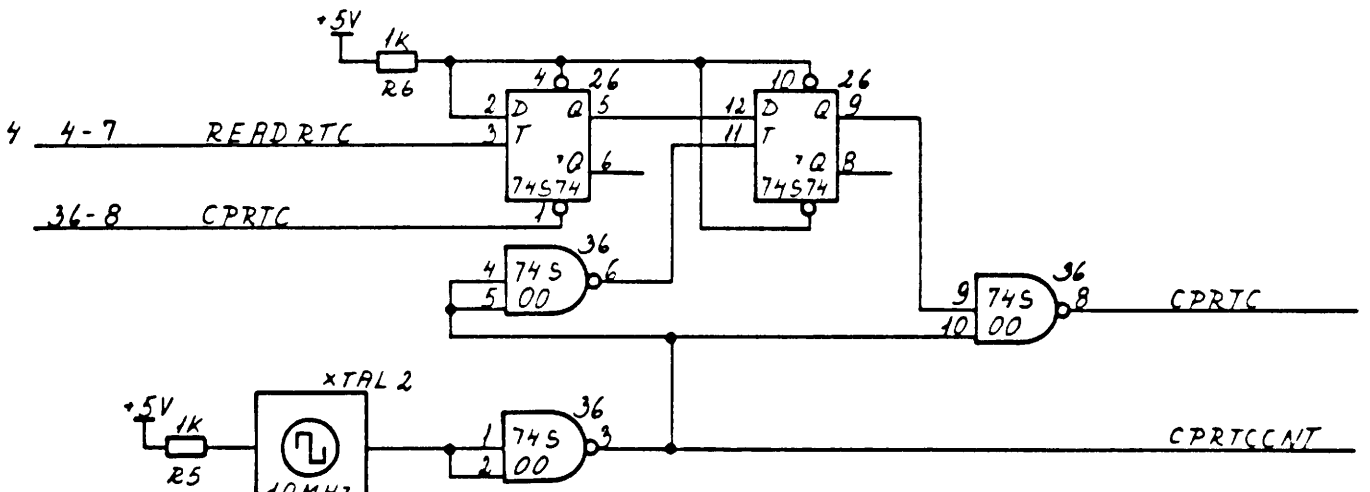 +5V
1K
R6
4 26
10 26
2 D Q 5
12 D Q 9
4 4-7 READRTC 3 T
11 T
'Q 6
'Q 8
74S74
74S74
36-8 CPRTC 1
36
4 74S 6
5 00
36
9 74S 8 CPRTC
10 00
XTAL 2
+5V
1K
R5
36
1 74S 3 CPRTCCNT
2 00
10MHz